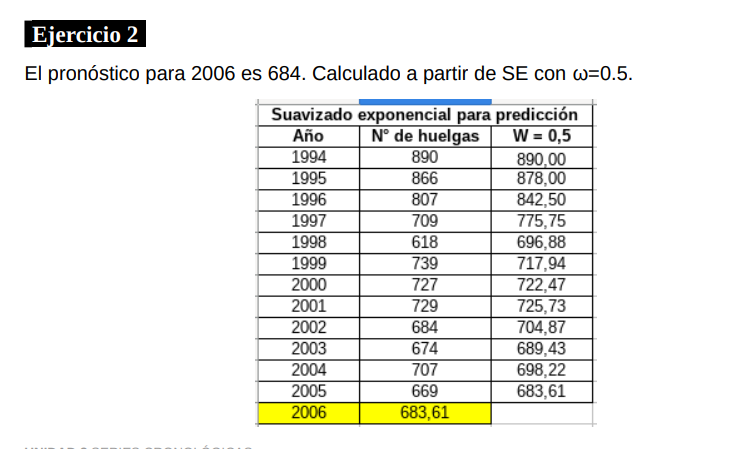 Ejercicio 2
El pronóstico para 2006 es 684. Calculado a partir de SE con ω=0.5.
Suavizado exponencial para predicción
Año N° de huelgas W = 0,5
1994 890 890,00
1995 866 878,00
1996 807 842,50
1997 709 775,75
1998 618 696,88
1999 739 717,94
2000 727 722,47
2001 729 725,73
2002 684 704,87
2003 674 689,43
2004 707 698,22
2005 669 683,61
2006 683,61